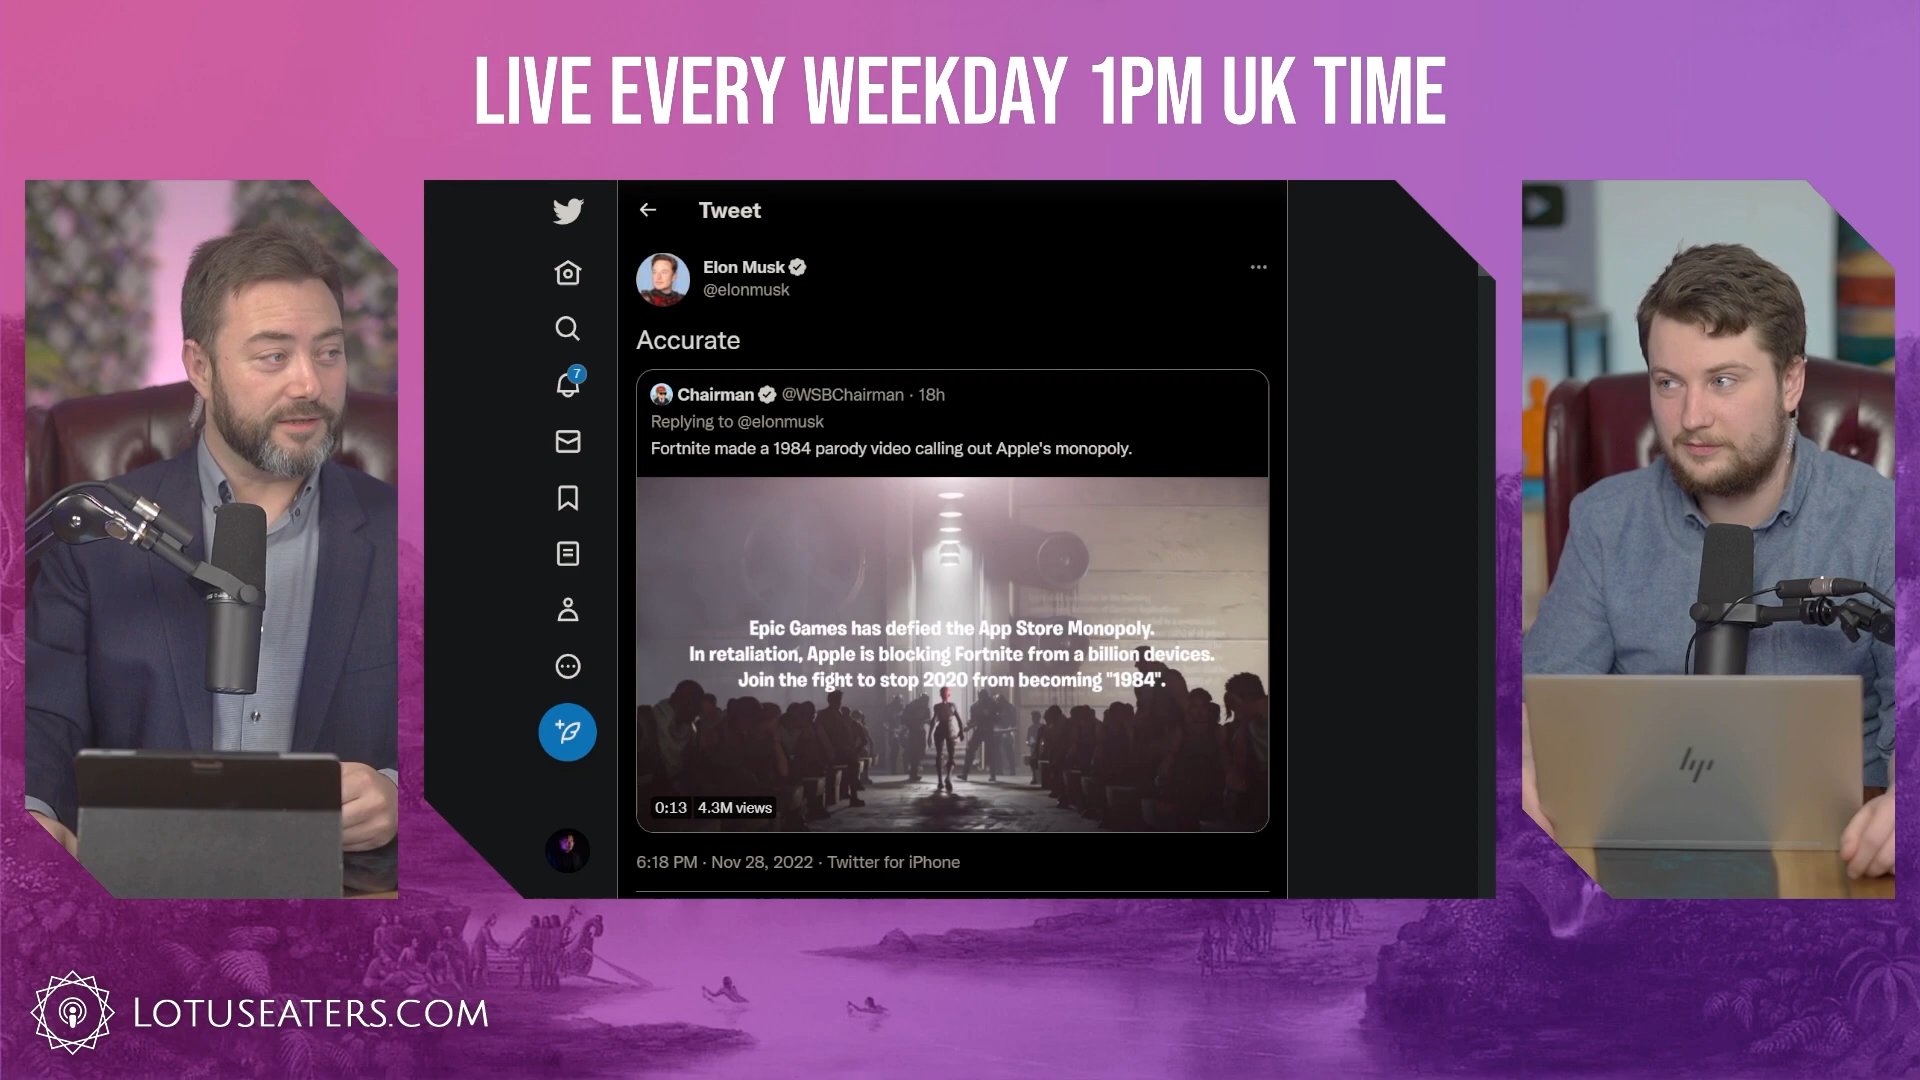 LIVE EVERY WEEKDAY 1PM UK TIME
Tweet
Elon Musk
@elonmusk
Accurate
Chairman @WSBChairman · 18h
Replying to @elonmusk
Fortnite made a 1984 parody video calling out Apple's monopoly.
Epic Games has defied the App Store Monopoly.
In retaliation, Apple is blocking Fortnite from a billion devices.
Join the fight to stop 2020 from becoming "1984".
0:13 4.3M views
6:18 PM · Nov 28, 2022 · Twitter for iPhone
7
hp
LOTUSEATERS.COM